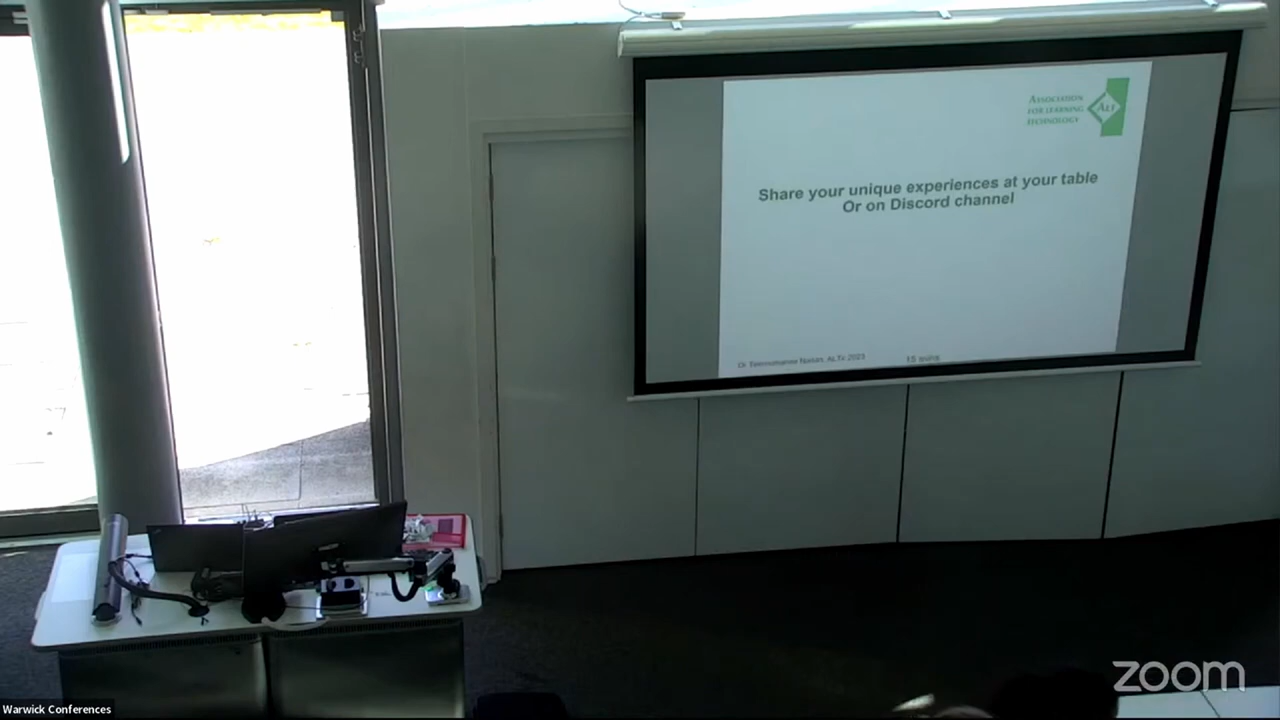 ASSOCIATION
FOR LEARNING
TECHNOLOGY
ALT
Share your unique experiences at your table
Or on Discord channel
15 mins
zoom
Warwick Conferences